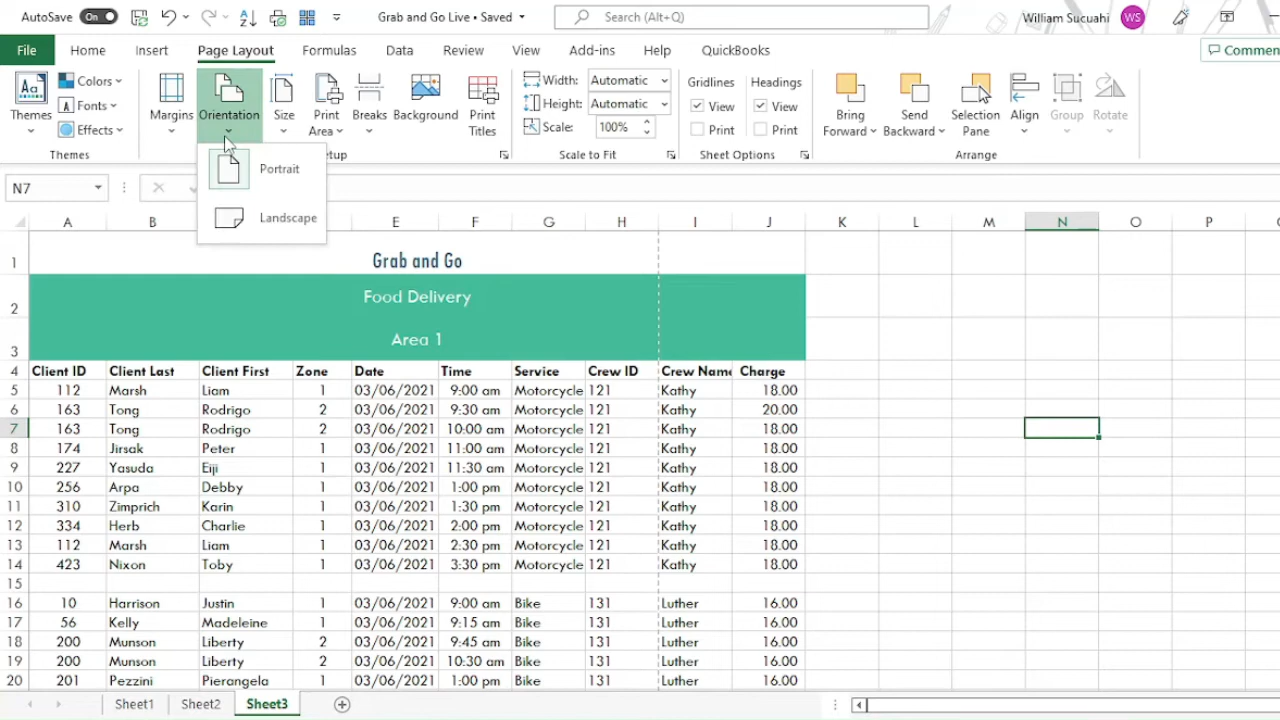 AutoSave On Grab and Go Live • Saved Search (Alt+Q) William Sucuahi WS
File Home Insert Page Layout Formulas Data Review View Add-ins Help QuickBooks
Themes Colors Fonts Effects Margins Orientation Size Print Area Breaks Background Print Titles Width: Automatic Height: Automatic Scale: 100% Gridlines View Print Headings View Print Bring Forward Send Backward Selection Pane Align Group Rotate
Themes Scale to Fit Sheet Options Arrange
Portrait
Landscape
N7
A B C D E F G H I J K L M N O P
1 Grab and Go
2 Food Delivery
3 Area 1
4 Client ID Client Last Client First Zone Date Time Service Crew ID Crew Name Charge
5 112 Marsh Liam 1 03/06/2021 9:00 am Motorcycle 121 Kathy 18.00
6 163 Tong Rodrigo 2 03/06/2021 9:30 am Motorcycle 121 Kathy 20.00
7 163 Tong Rodrigo 2 03/06/2021 10:00 am Motorcycle 121 Kathy 18.00
8 174 Jirsak Peter 1 03/06/2021 11:00 am Motorcycle 121 Kathy 18.00
9 227 Yasuda Eiji 1 03/06/2021 11:30 am Motorcycle 121 Kathy 18.00
10 256 Arpa Debby 1 03/06/2021 1:00 pm Motorcycle 121 Kathy 18.00
11 310 Zimprich Karin 1 03/06/2021 1:30 pm Motorcycle 121 Kathy 18.00
12 334 Herb Charlie 1 03/06/2021 2:00 pm Motorcycle 121 Kathy 18.00
13 112 Marsh Liam 1 03/06/2021 2:30 pm Motorcycle 121 Kathy 18.00
14 423 Nixon Toby 1 03/06/2021 3:30 pm Motorcycle 121 Kathy 18.00
15
16 10 Harrison Justin 1 03/06/2021 9:00 am Bike 131 Luther 16.00
17 56 Kelly Madeleine 1 03/06/2021 9:15 am Bike 131 Luther 16.00
18 200 Munson Liberty 2 03/06/2021 9:45 am Bike 131 Luther 16.00
19 200 Munson Liberty 2 03/06/2021 10:30 am Bike 131 Luther 16.00
20 201 Pezzini Pierangela 1 03/06/2021 1:00 pm Bike 131 Luther 16.00
Sheet1 Sheet2 Sheet3